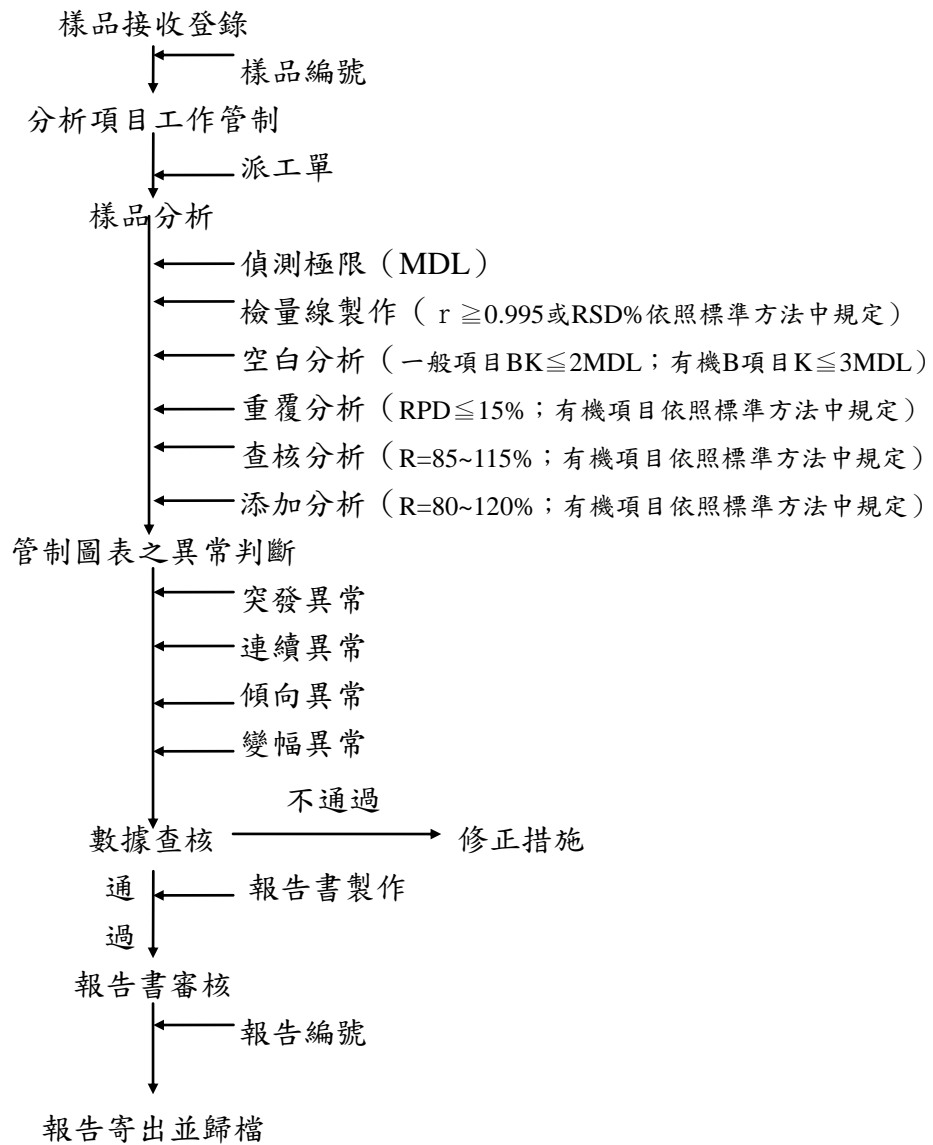 樣品接收登錄
樣品編號
分析項目工作管制
派工單
樣品分析
偵測極限（MDL）
檢量線製作（ｒ≧0.995或RSD%依照標準方法中規定）
空白分析（一般項目BK≦2MDL；有機B項目K≦3MDL）
重覆分析（RPD≦15%；有機項目依照標準方法中規定）
查核分析（R=85~115%；有機項目依照標準方法中規定）
添加分析（R=80~120%；有機項目依照標準方法中規定）
管制圖表之異常判斷
突發異常
連續異常
傾向異常
變幅異常
不通過
數據查核
修正措施
通
報告書製作
過
報告書審核
報告編號
報告寄出並歸檔